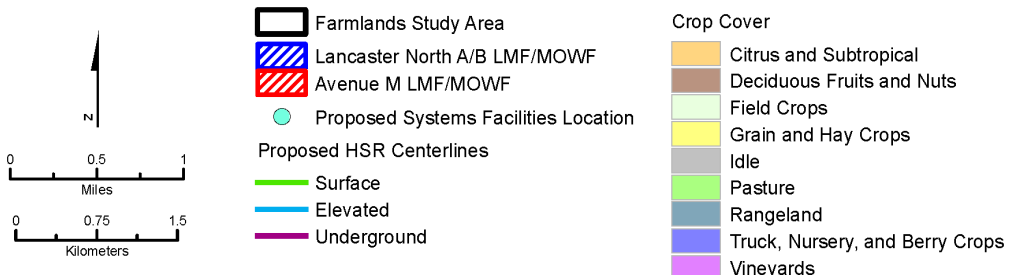 N
0 0.5 1
Miles
0 0.75 1.5
Kilometers
Farmlands Study Area
Lancaster North A/B LMF/MOWF
Avenue M LMF/MOWF
Proposed Systems Facilities Location
Proposed HSR Centerlines
Surface
Elevated
Underground
Crop Cover
Citrus and Subtropical
Deciduous Fruits and Nuts
Field Crops
Grain and Hay Crops
Idle
Pasture
Rangeland
Truck, Nursery, and Berry Crops
Vineyards